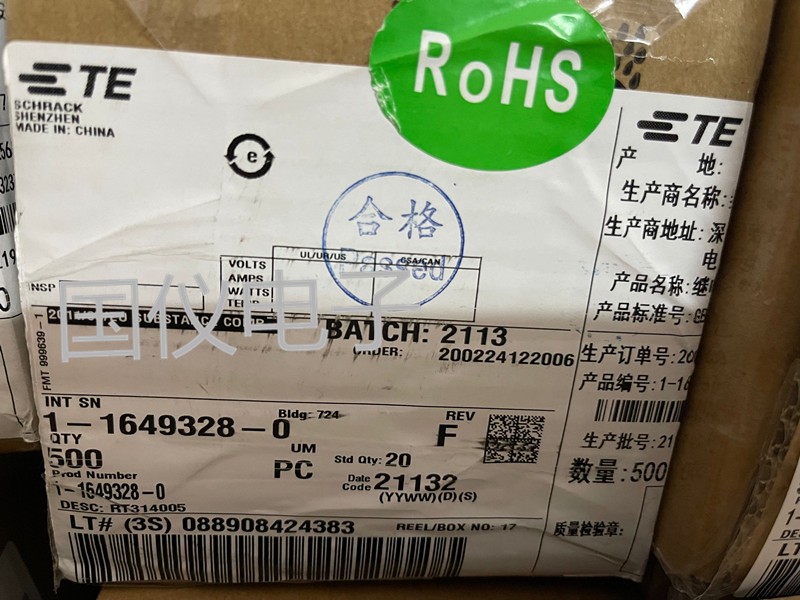 RoHS
TE
SCHRACK
SHENZHEN
MADE IN: CHINA
e
合格
Passed
UL/UR/US
CSA/CAN
VOLTS
AMPS
WATTS
TEMP
INSP
国仪电子
BATCH: 2113
ORDER: 200224122006
FMT 999639-1
INT SN
1-1649328-0
Bldg: 724
REV
F
QTY
500
UM
PC
Std Qty: 20
Prod Number
1-1649328-0
Date
Code 21132
(YYWW)(D)(S)
DESC: RT314005
LT# (3S) 088908424383
REEL/BOX NO: 17
TE
产 地:
生产商名称:
生产商地址: 深
电
产品名称: 继
产品标准号:
生产订单号: 20
产品编号: 1-16
生产批号: 21
数量: 500
质量检验章: